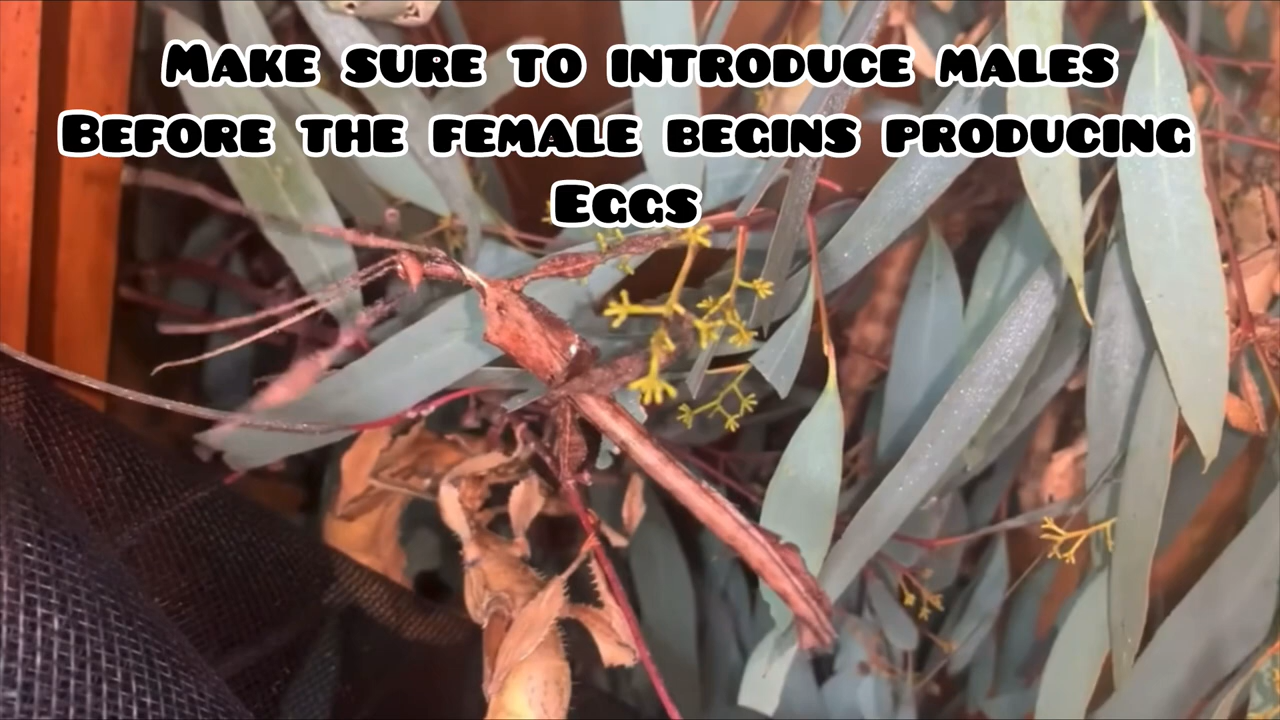 Make sure to introduce males
Before the female begins producing
Eggs